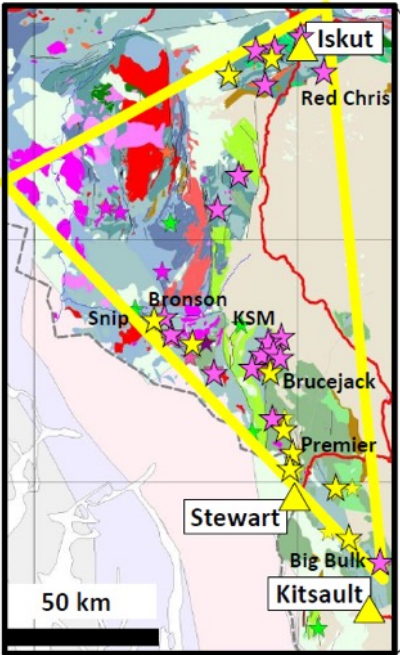 Iskut
Red Chris
Bronson
Snip
KSM
Brucejack
Premier
Stewart
Big Bulk
Kitsault
50 km